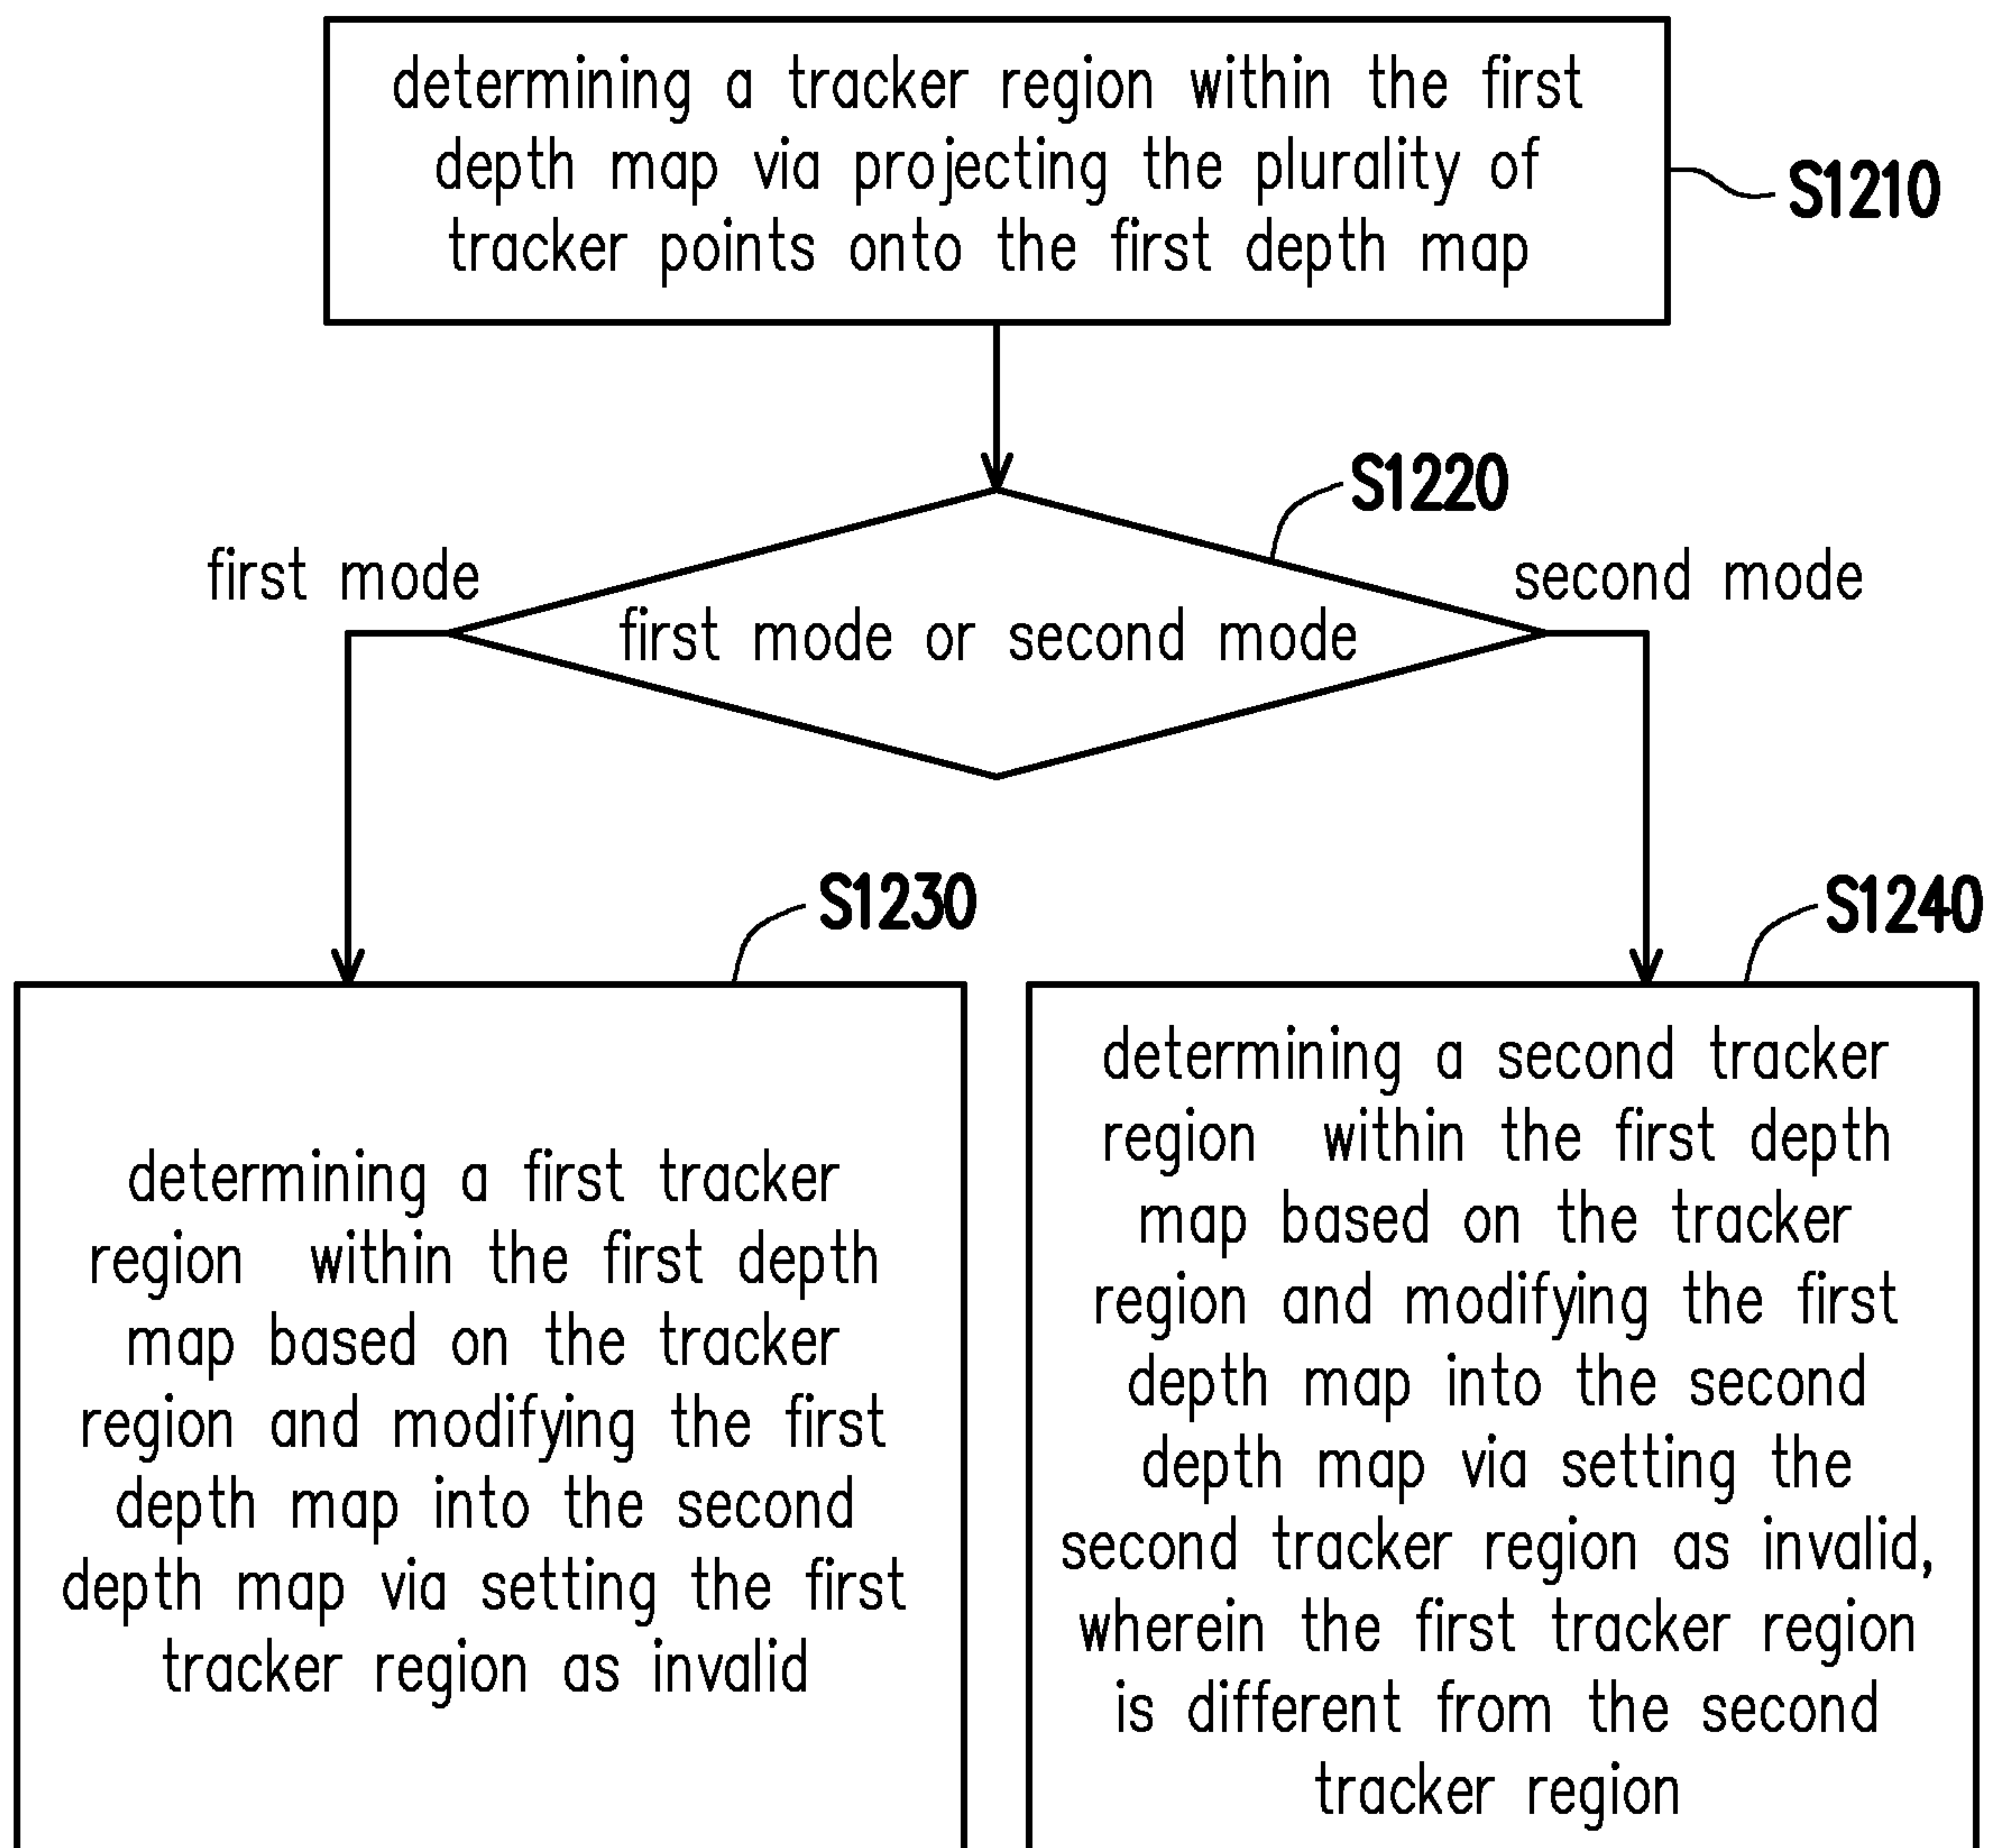 determining a tracker region within the first
depth map via projecting the plurality of
tracker points onto the first depth map
S1210
S1220
first mode
second mode
first mode or second mode
S1230
S1240
determining a first tracker
region within the first depth
map based on the tracker
region and modifying the first
depth map into the second
depth map via setting the first
tracker region as invalid
determining a second tracker
region within the first depth
map based on the tracker
region and modifying the first
depth map into the second
depth map via setting the
second tracker region as invalid,
wherein the first tracker region
is different from the second
tracker region